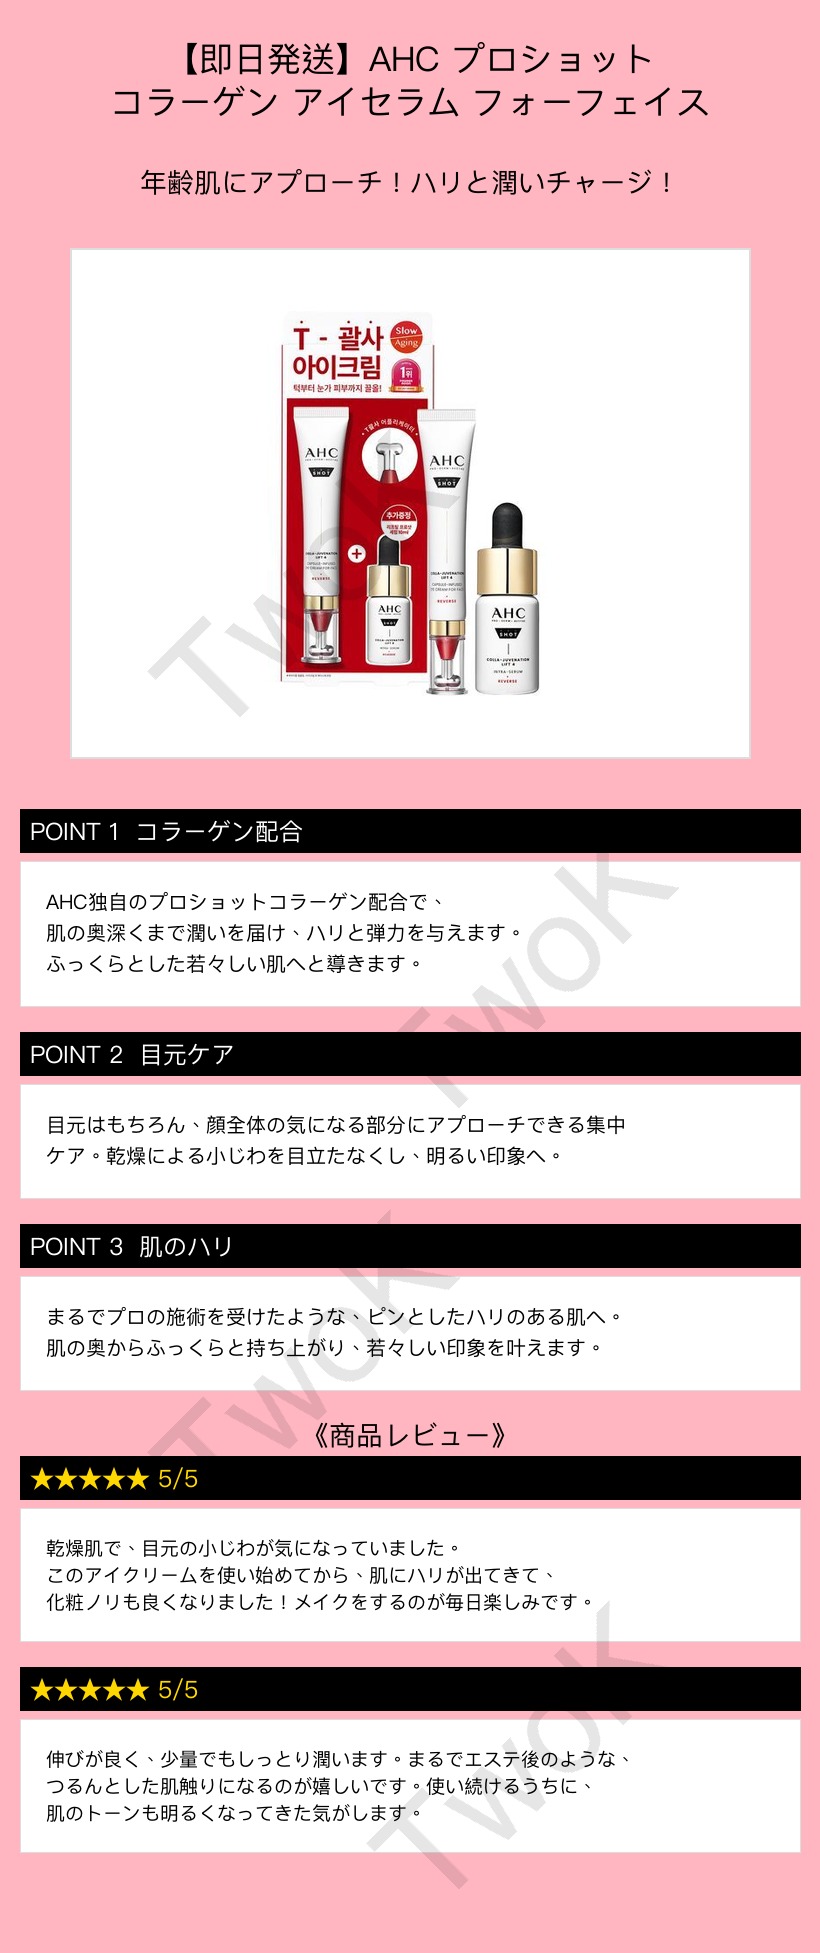 【即日発送】AHC プロショット
コラーゲン アイセラム フォーフェイス
年齢肌にアプローチ！ハリと潤いチャージ！
T - 괄사
아이크림
턱부터 눈가 피부까지 끌올!
Slow
Aging
1위
T괄사 어플리케이터
AHC
SHOT
추가증정
COLLA-JUVENATION
LIFT 4
REVERSE
AHC
SHOT
COLLA-JUVENATION
LIFT 4
REVERSE
AHC
SHOT
COLLA-JUVENATION
LIFT 4
CAPSULE-INFUSED
REVERSE
AHC
SHOT
COLLA-JUVENATION
LIFT 4
INTRA-SERUM
REVERSE
TwoK
POINT 1 コラーゲン配合
AHC独自のプロショットコラーゲン配合で、
肌の奥深くまで潤いを届け、ハリと弾力を与えます。
ふっくらとした若々しい肌へと導きます。
TwoK
POINT 2 目元ケア
目元はもちろん、顔全体の気になる部分にアプローチできる集中
ケア。乾燥による小じわを目立たなくし、明るい印象へ。
POINT 3 肌のハリ
まるでプロの施術を受けたような、ピンとしたハリのある肌へ。
肌の奥からふっくらと持ち上がり、若々しい印象を叶えます。
TwoK
《商品レビュー》
★★★★★ 5/5
乾燥肌で、目元の小じわが気になっていました。
このアイクリームを使い始めてから、肌にハリが出てきて、
化粧ノリも良くなりました！メイクをするのが毎日楽しみです。
★★★★★ 5/5
伸びが良く、少量でもしっとり潤います。まるでエステ後のような、
つるんとした肌触りになるのが嬉しいです。使い続けるうちに、
肌のトーンも明るくなってきた気がします。
TwoK